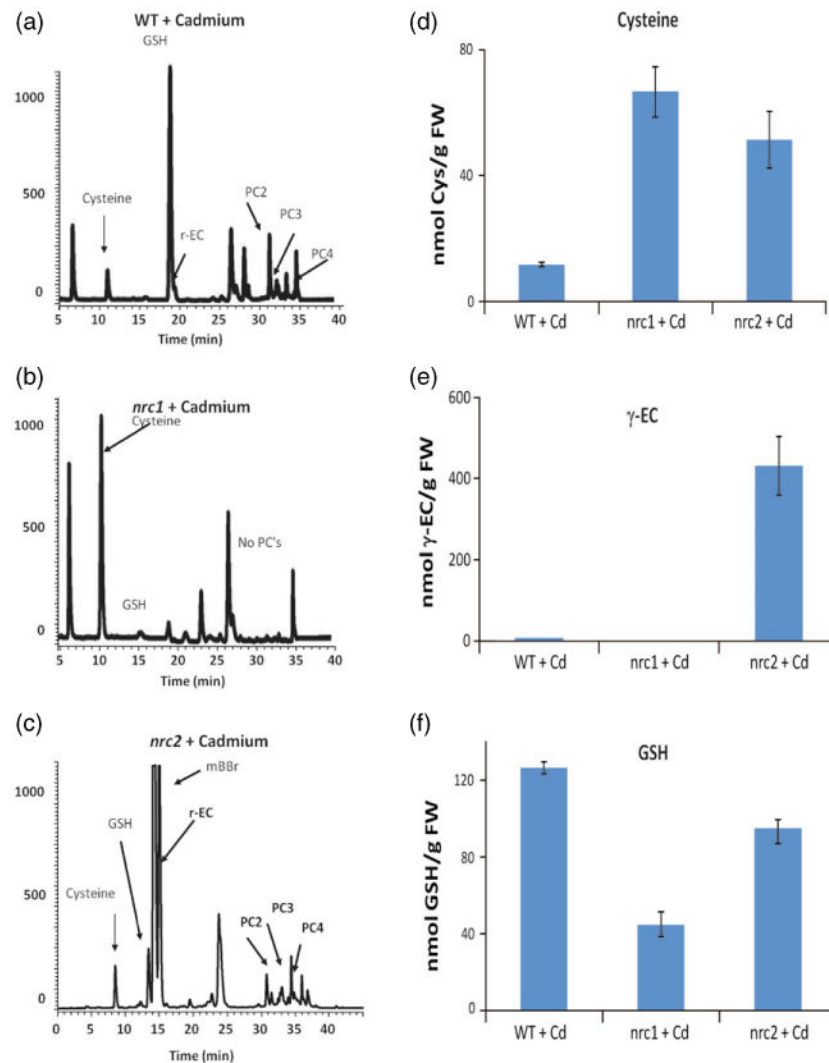 (a)
WT + Cadmium
GSH
1000
500
0
Cysteine
r-EC
PC2
PC3
PC4
5 10 15 20 25 30 35 40
Time (min)
(b)
nrc1 + Cadmium
Cysteine
1000
500
0
GSH
No PC's
5 10 15 20 25 30 35 40
Time (min)
(c)
nrc2 + Cadmium
mBBr
r-EC
GSH
1000
500
0
Cysteine
PC2
PC3
PC4
0 5 10 15 20 25 30 35 40 45
Time (min)
(d)
Cysteine
nmol Cys/g FW
80
40
0
WT + Cd nrc1 + Cd nrc2 + Cd
(e)
γ-EC
nmol γ-EC/g FW
600
400
200
0
WT + Cd nrc1 + Cd nrc2 + Cd
(f)
GSH
nmol GSH/g FW
120
80
40
0
WT + Cd nrc1 + Cd nrc2 + Cd